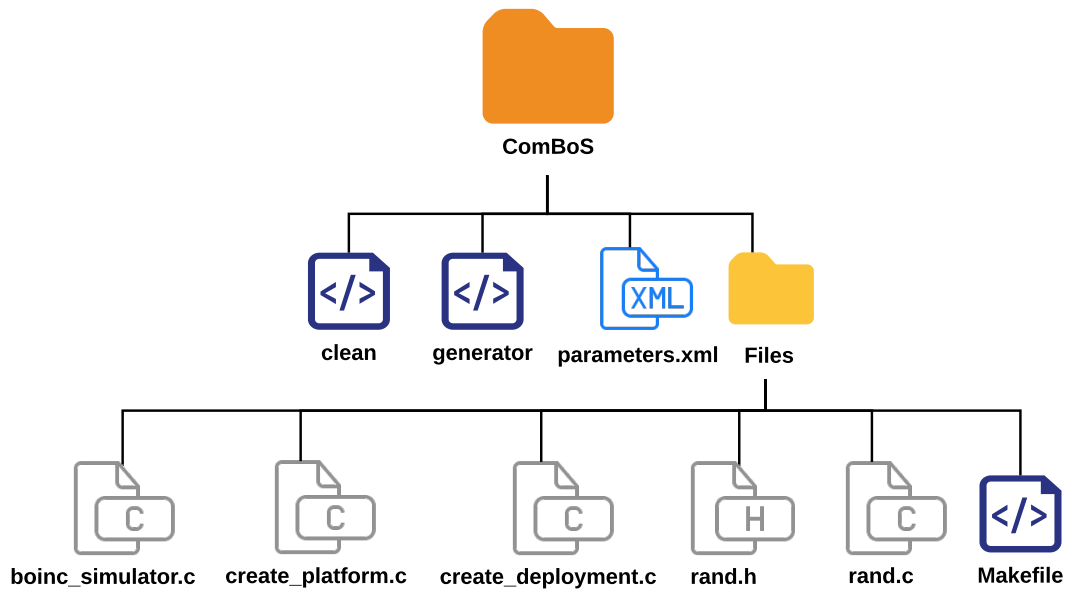 ComBoS
</> </> XML
clean generator parameters.xml Files
C C C H C </>
boinc_simulator.c create_platform.c create_deployment.c rand.h rand.c Makefile